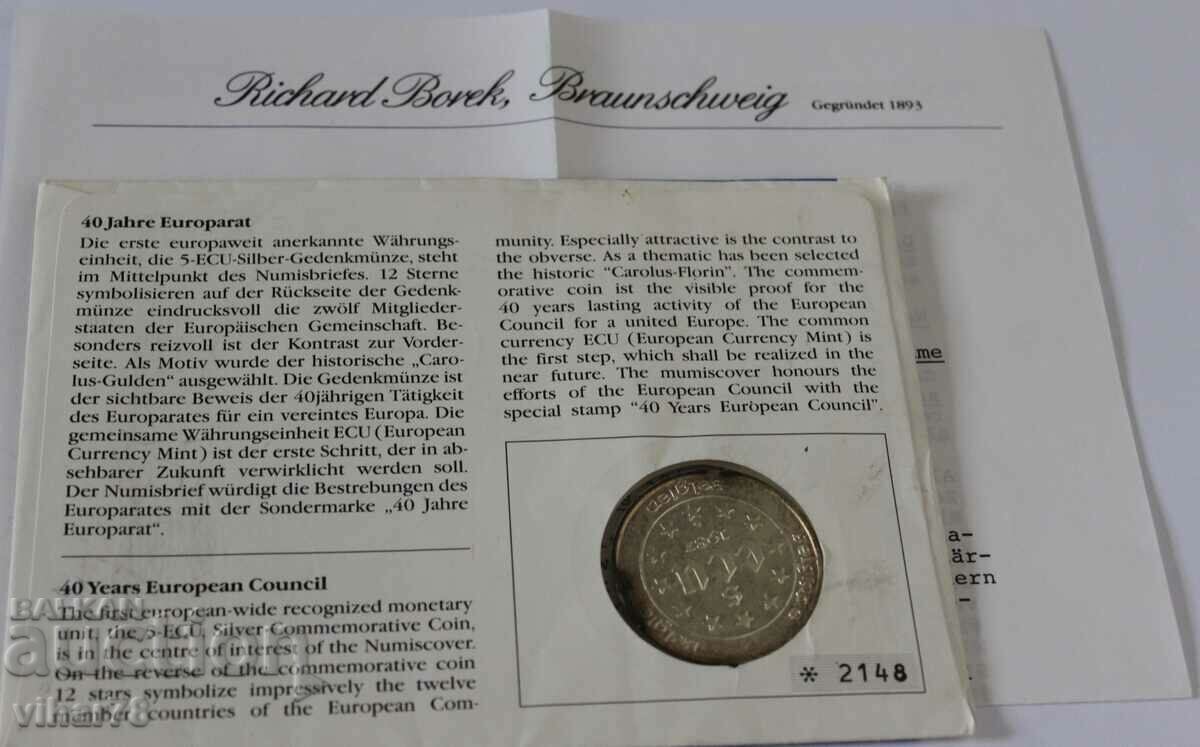 Richard Borek, Braunschweig Gegründet 1893
40 Jahre Europarat
Die erste europaweit anerkannte Währungs-
einheit, die 5-ECU-Silber-Gedenkmünze, steht
im Mittelpunkt des Numisbriefes. 12 Sterne
symbolisieren auf der Rückseite der Gedenk-
münze eindrucksvoll die zwölf Mitglieder-
staaten der Europäischen Gemeinschaft. Be-
sonders reizvoll ist der Kontrast zur Vorder-
seite. Als Motiv wurde der historische „Caro-
lus-Gulden“ ausgewählt. Die Gedenkmünze ist
der sichtbare Beweis der 40jährigen Tätigkeit
des Europarates für ein vereintes Europa. Die
gemeinsame Währungseinheit ECU (European
Currency Mint) ist der erste Schritt, der in ab-
sehbarer Zukunft verwirklicht werden soll.
Der Numisbrief würdigt die Bestrebungen des
Europarates mit der Sondermarke „40 Jahre
Europarat“.
40 Years European Council
The first european-wide recognized monetary
unit, the 5-ECU, Silver-Commemorative Coin,
is in the centre of interest of the Numiscover.
On the reverse of the commemorative coin
12 stars symbolize impressively the twelve
mamber countries of the European Com-
munity. Especially attractive is the contrast to
the obverse. As a thematic has been selected
the historic “Carolus-Florin”. The commem-
orative coin ist the visible proof for the
40 years lasting activity of the European
Council for a united Europe. The common
currency ECU (European Currency Mint) is
the first step, which shall be realized in the
near future. The mumiscover honours the
efforts of the European Council with the
special stamp “40 Years European Council”.
België
1987
ECU
5
* 2148
me
a-
är-
ern
-
BALKAN
auction
vihar78